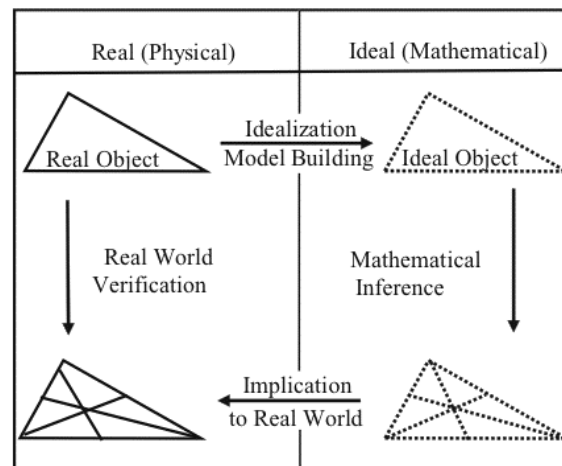 Real (Physical)
Ideal (Mathematical)
Idealization
Model Building
Real Object
Ideal Object
Real World
Verification
Mathematical
Inference
Implication
to Real World